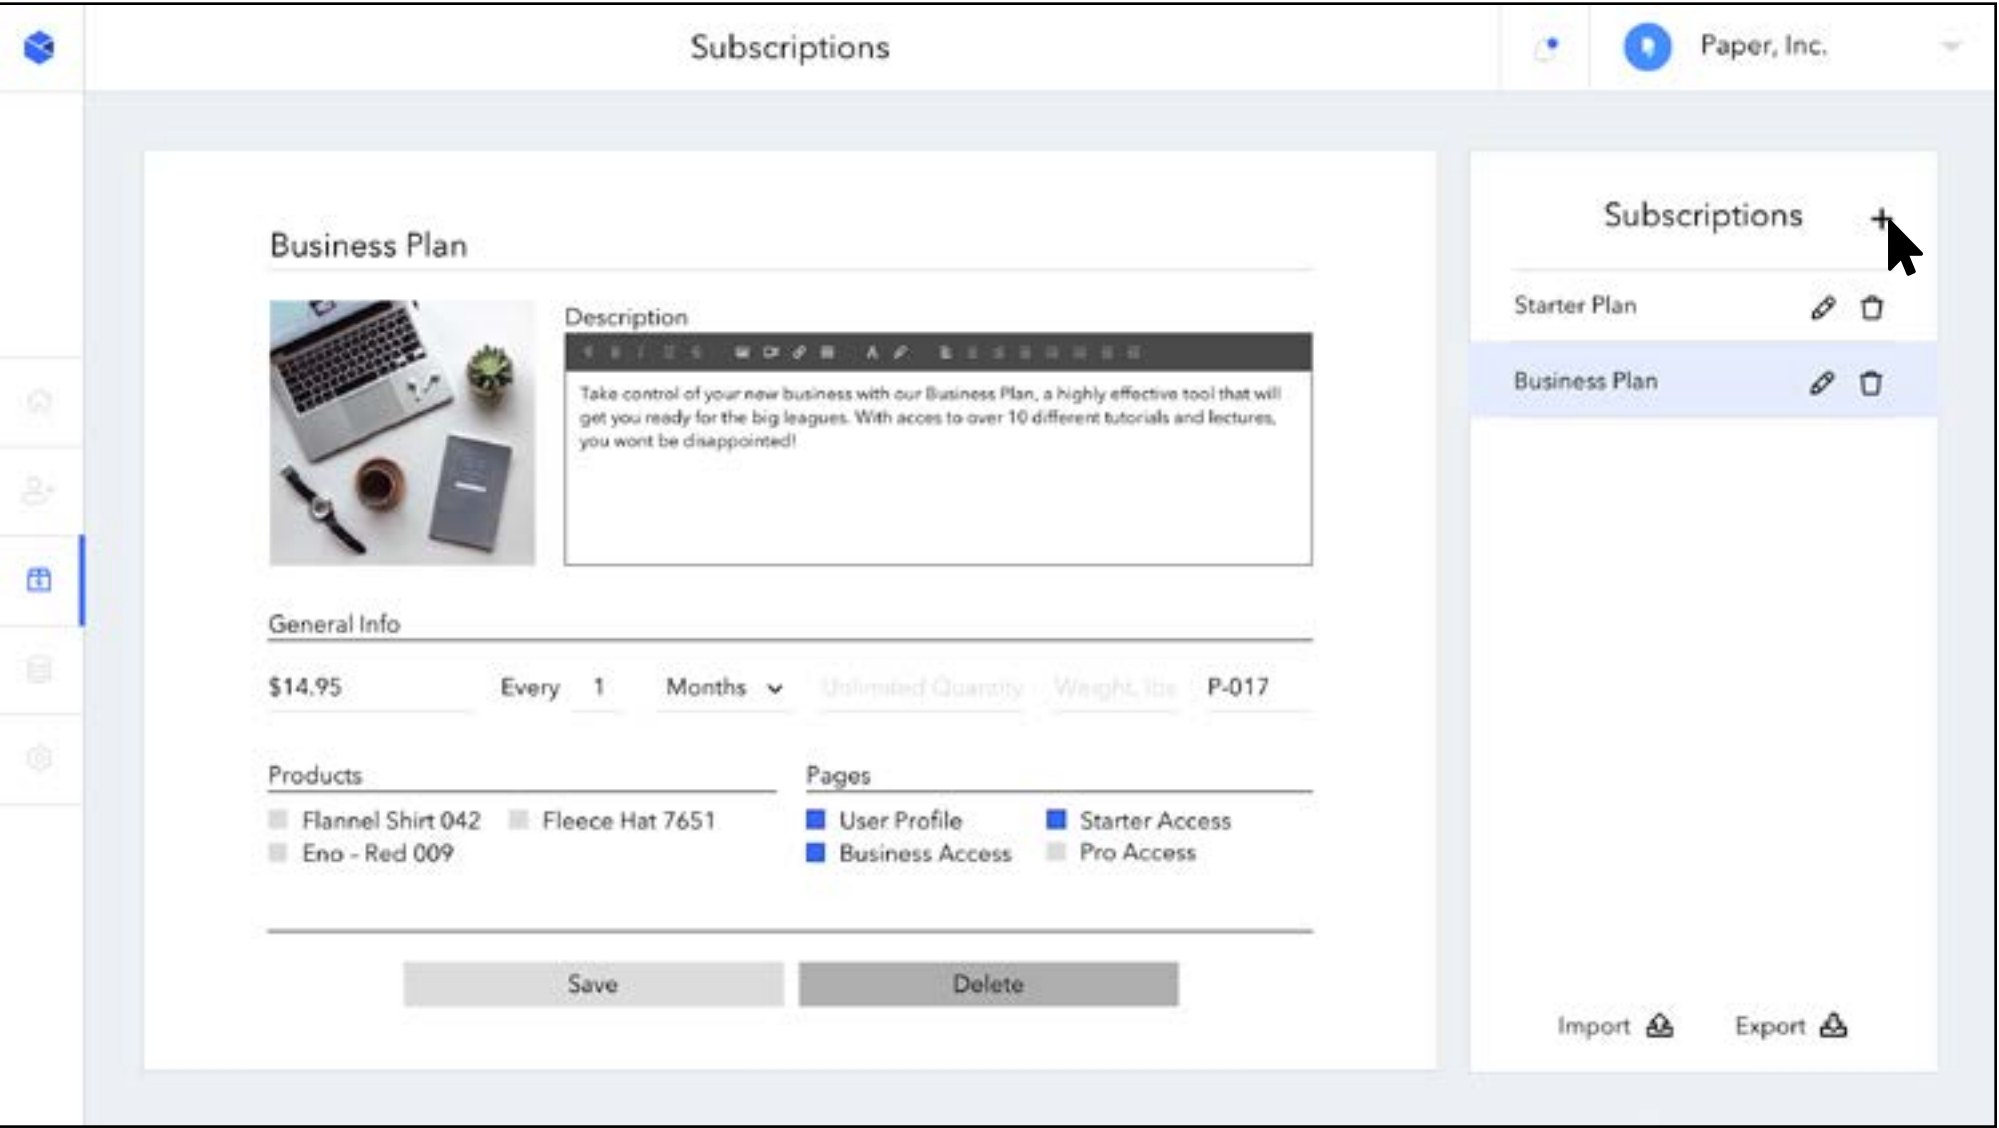 Subscriptions
Paper, Inc.
Business Plan
Description
Take control of your new business with our Business Plan, a highly effective tool that will
get you ready for the big leagues. With acces to over 10 different tutorials and lectures,
you wont be disappointed!
General Info
$14.95 Every 1 Months Unlimited Quantity Weight, lbs P-017
Products
Flannel Shirt 042 Fleece Hat 7651
Eno - Red 009
Pages
User Profile Starter Access
Business Access Pro Access
Save Delete
Subscriptions +
Starter Plan
Business Plan
Import Export